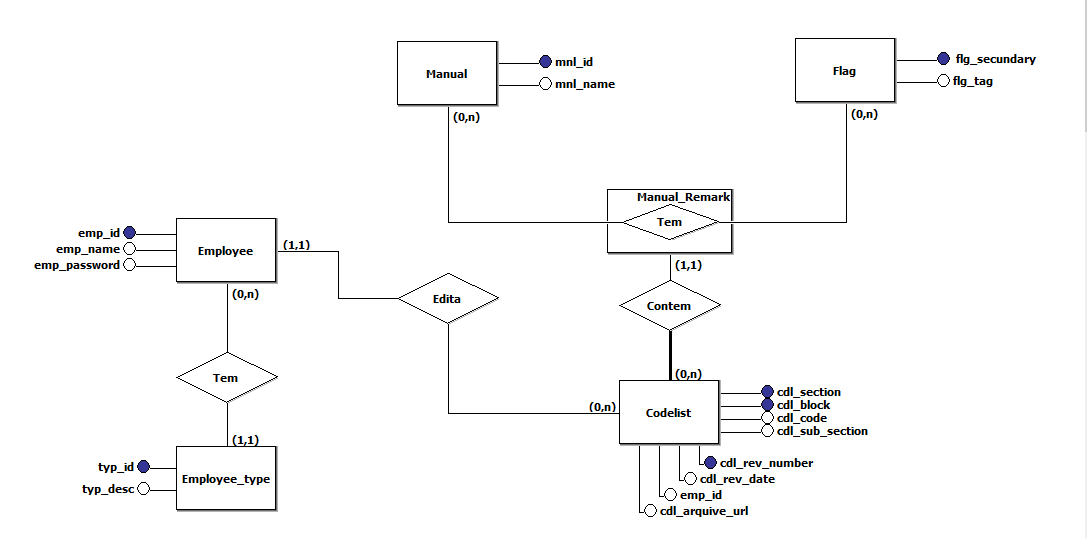 Manual
mnl_id
mnl_name
(0,n)
Flag
flg_secundary
flg_tag
(0,n)
Manual_Remark
Tem
(1,1)
Employee
emp_id
emp_name
emp_password
(1,1)
(0,n)
Edita
Contem
Tem
(0,n)
(0,n)
Codelist
cdl_section
cdl_block
cdl_code
cdl_sub_section
(1,1)
Employee_type
typ_id
typ_desc
cdl_rev_number
cdl_rev_date
emp_id
cdl_arquive_url